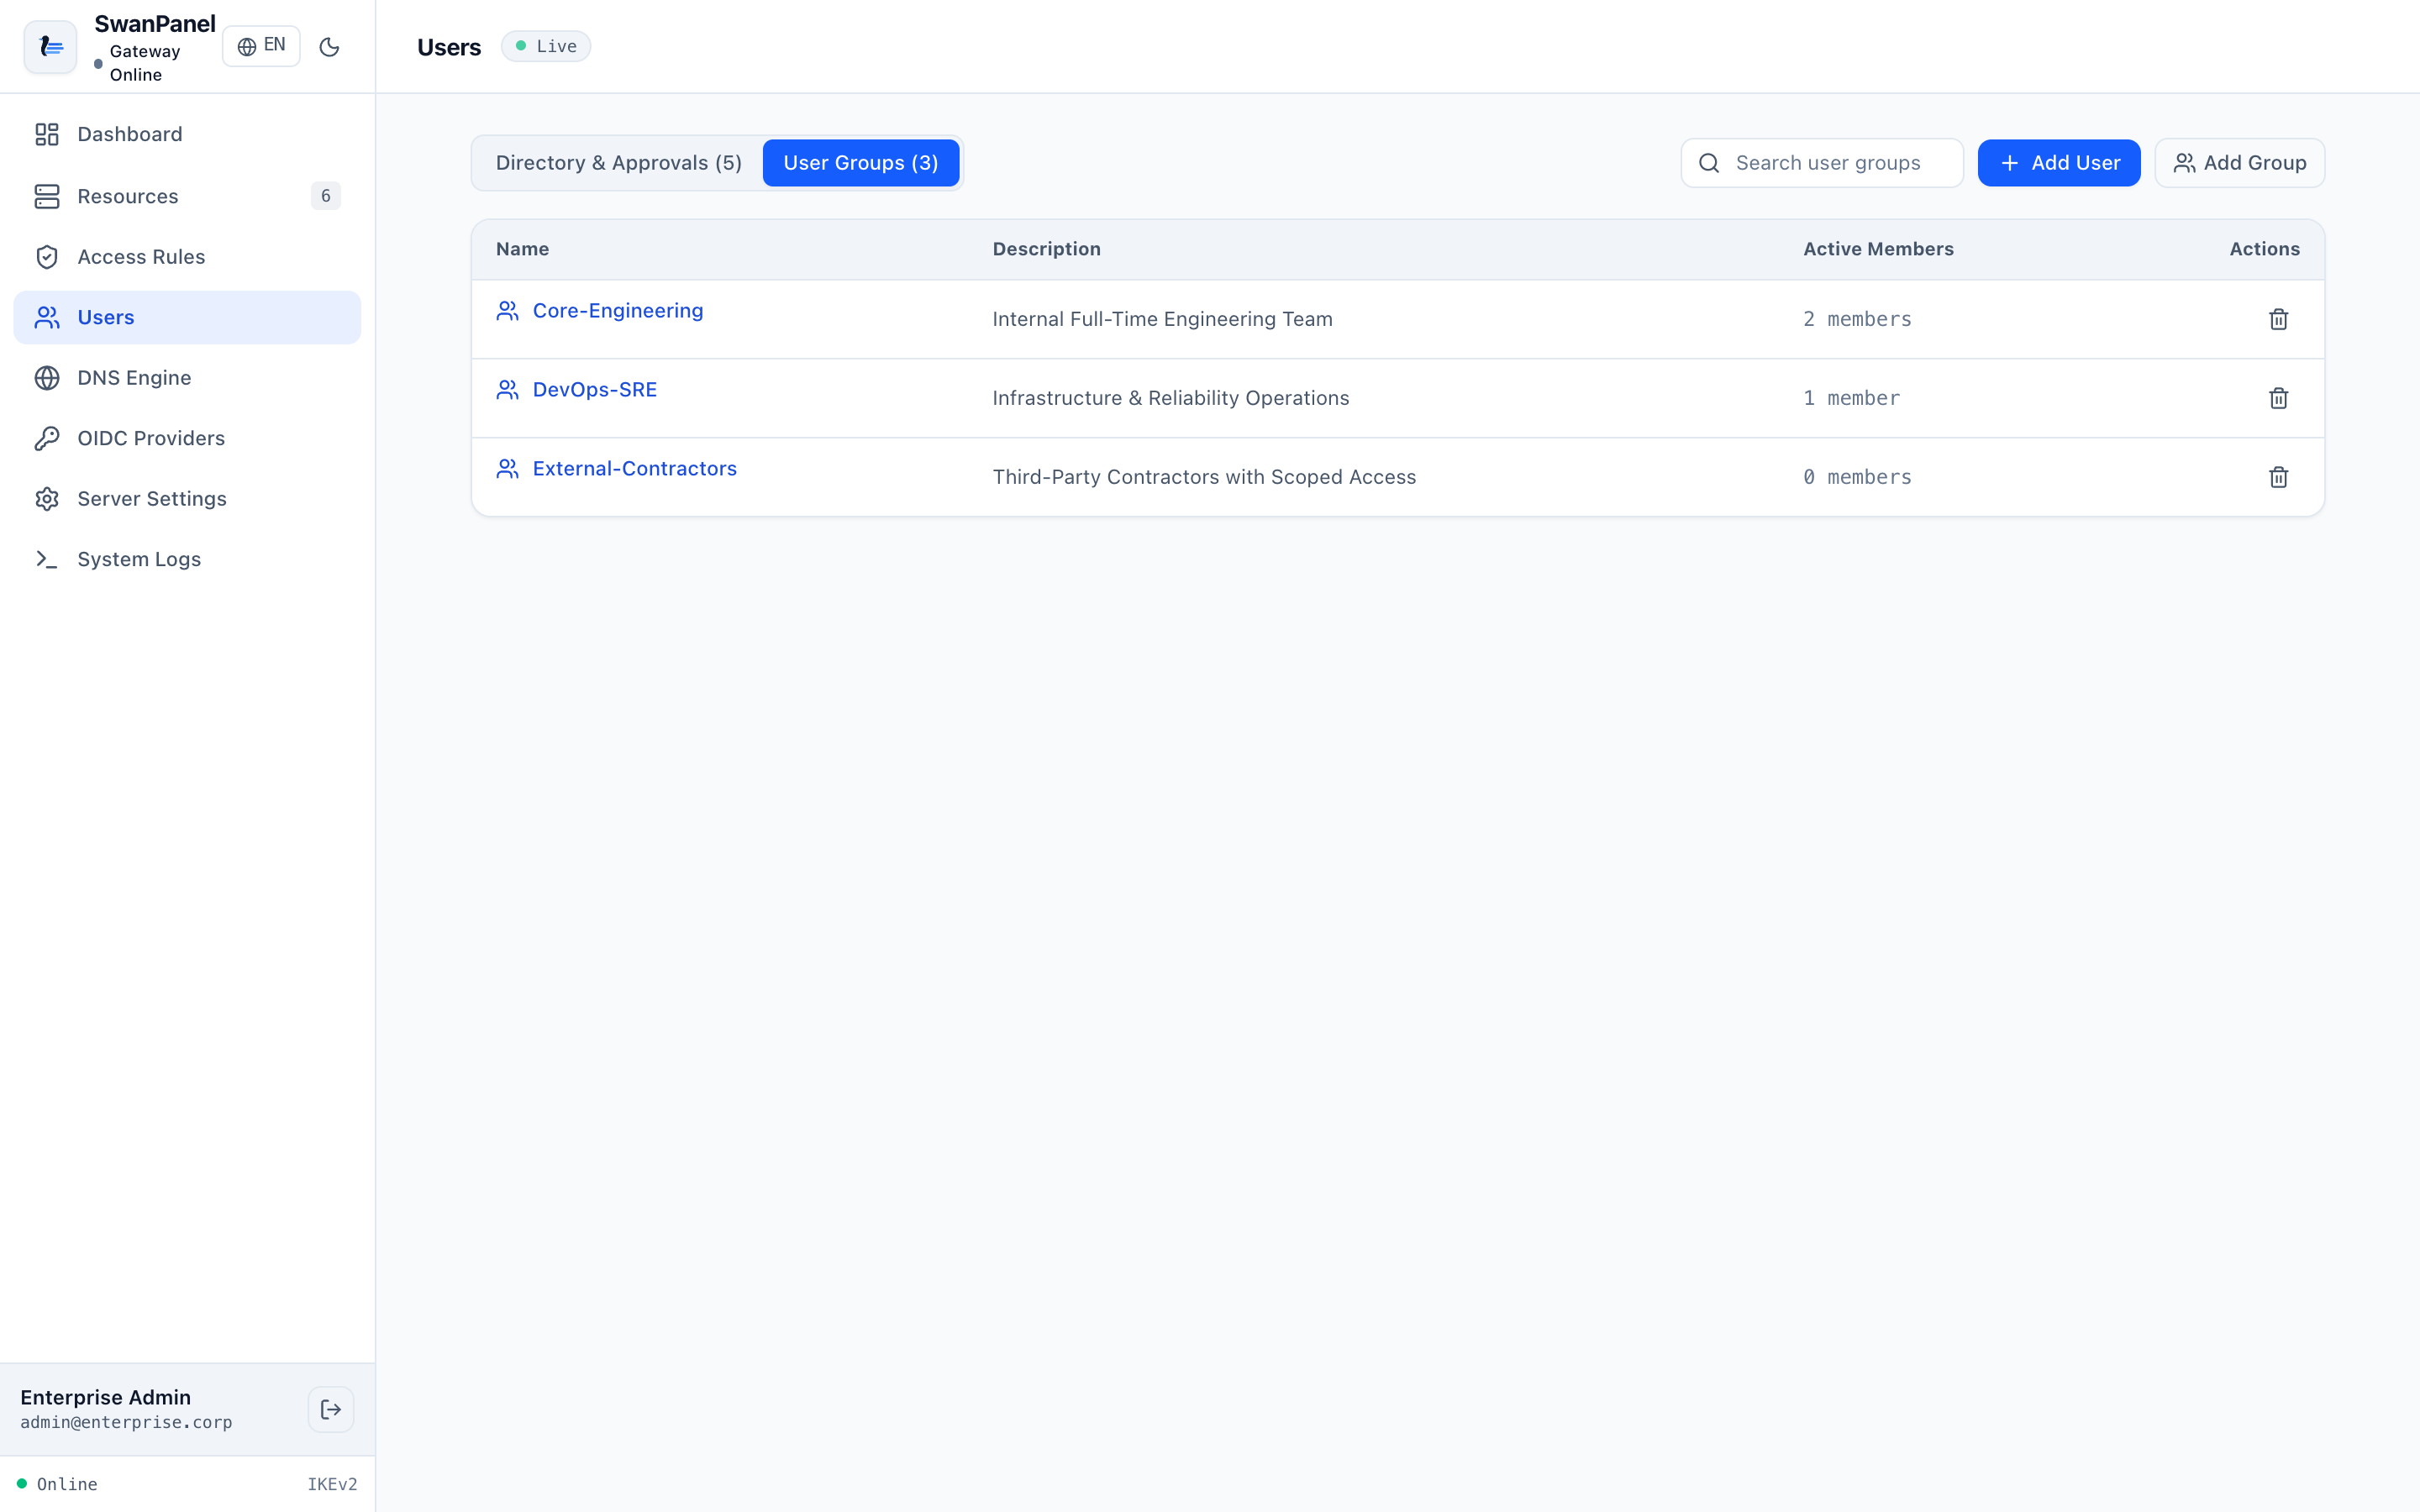 SwanPanel
Gateway
Online
EN
Users
Live
Dashboard
Resources
6
Access Rules
Users
DNS Engine
OIDC Providers
Server Settings
System Logs
Directory & Approvals (5)
User Groups (3)
Search user groups
Add User
Add Group
Name
Description
Active Members
Actions
Core-Engineering
Internal Full-Time Engineering Team
2 members
DevOps-SRE
Infrastructure & Reliability Operations
1 member
External-Contractors
Third-Party Contractors with Scoped Access
0 members
Enterprise Admin
admin@enterprise.corp
Online
IKEv2